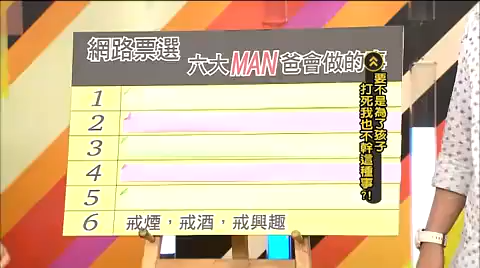 網路票選
六大MAN爸會做的事
1
2
3
4
5
6 戒煙，戒酒，戒興趣
要不是為了孩子
打死我也不幹這種事?!